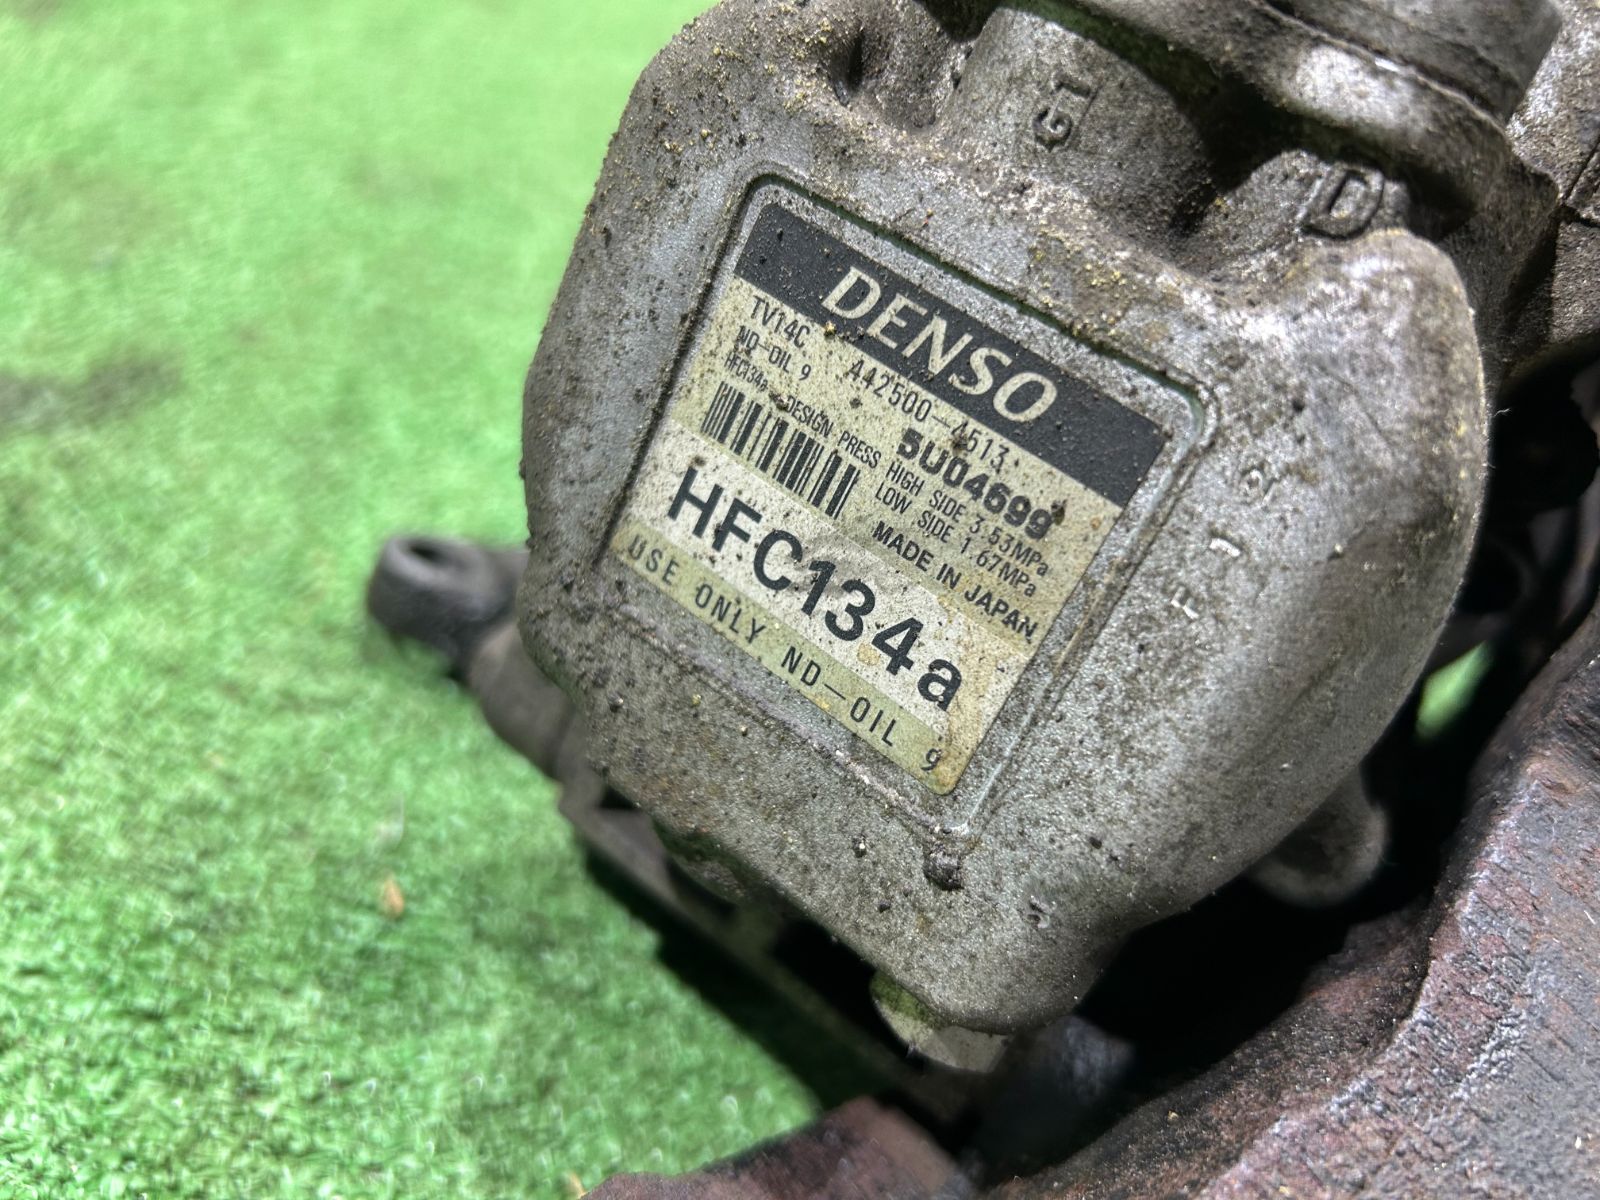 DENSO
TV14C 442500-4513
ND-OIL 9 5U04699
HFC134a DESIGN PRESS HIGH SIDE 3.53MPa
LOW SIDE 1.67MPa
MADE IN JAPAN
HFC134a
USE ONLY ND-OIL 9
D